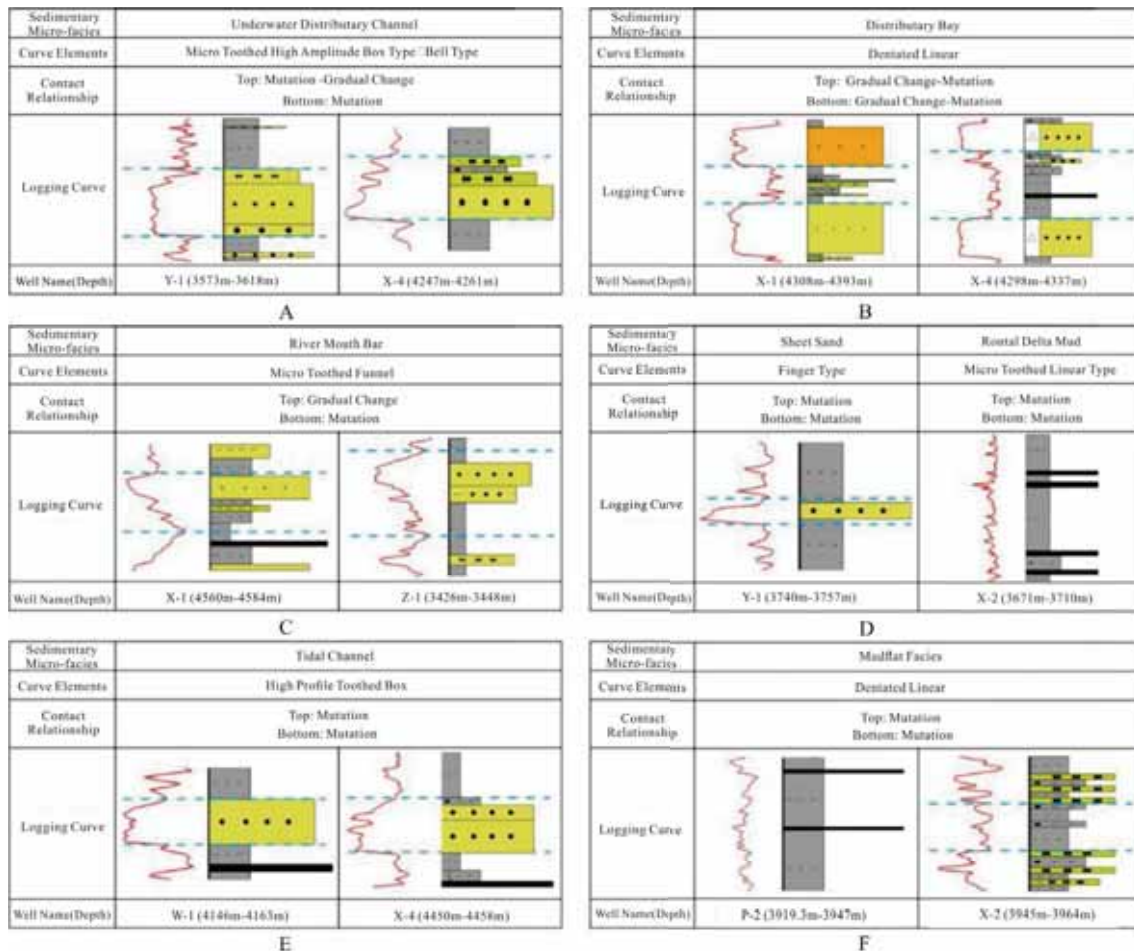 Sedimentary Micro-facies
Underwater Distributary Channel
Curve Elements
Micro Toothed High Amplitude Box Type Bell Type
Contact Relationship
Top: Mutation -Gradual Change
Bottom: Mutation
Logging Curve
Well Name(Depth)
Y-1 (3573m-3618m)
X-4 (4247m-4261m)
A
Sedimentary Micro-facies
Distributary Bay
Curve Elements
Dentated Linear
Contact Relationship
Top: Gradual Change-Mutation
Bottom: Gradual Change-Mutation
Logging Curve
Well Name(Depth)
X-1 (4308m-4393m)
X-4 (4298m-4337m)
B
Sedimentary Micro-facies
River Mouth Bar
Curve Elements
Micro Toothed Funnel
Contact Relationship
Top: Gradual Change
Bottom: Mutation
Logging Curve
Well Name(Depth)
X-1 (4560m-4584m)
Z-1 (3426m-3448m)
C
Sedimentary Micro-facies
Sheet Sand
Rontal Delta Mud
Curve Elements
Finger Type
Micro Toothed Linear Type
Contact Relationship
Top: Mutation
Bottom: Mutation
Top: Mutation
Bottom: Mutation
Logging Curve
Well Name(Depth)
Y-1 (3740m-3757m)
X-2 (3671m-3710m)
D
Sedimentary Micro-facies
Tidal Channel
Curve Elements
High Profile Toothed Box
Contact Relationship
Top: Mutation
Bottom: Mutation
Logging Curve
Well Name(Depth)
W-1 (4146m-4163m)
X-4 (4450m-4458m)
E
Sedimentary Micro-facies
Mudflat Facies
Curve Elements
Dentated Linear
Contact Relationship
Top: Mutation
Bottom: Mutation
Logging Curve
Well Name(Depth)
P-2 (3919.3m-3947m)
X-2 (3945m-3964m)
F